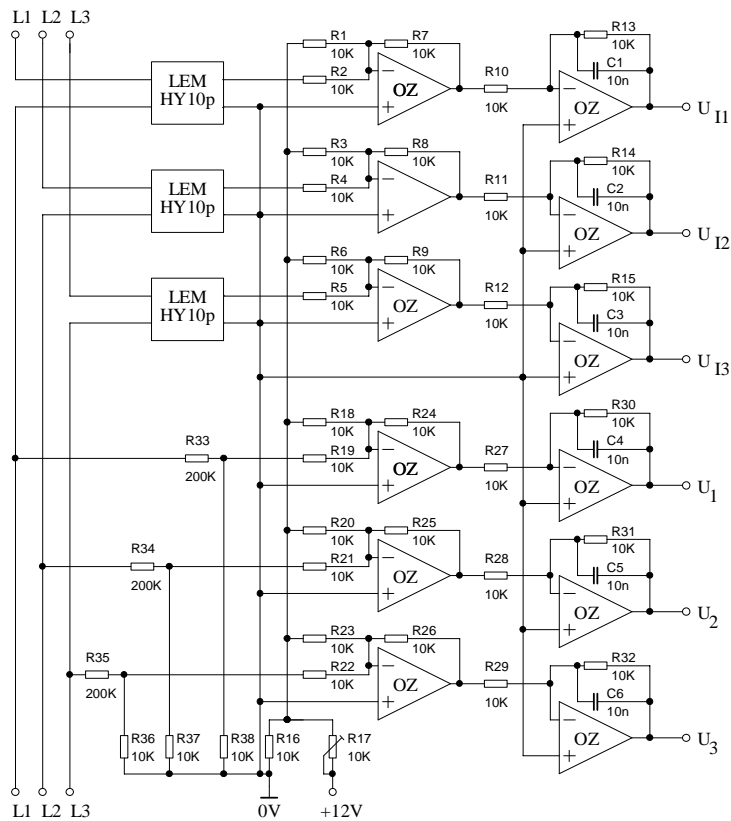 L1 L2 L3
R1
10K
R7
10K
R2
10K
LEM
HY10p
OZ
R10
10K
R13
10K
C1
10n
OZ
U I1
R3
10K
R8
10K
R4
10K
LEM
HY10p
OZ
R11
10K
R14
10K
C2
10n
OZ
U I2
R6
10K
R9
10K
R5
10K
LEM
HY10p
OZ
R12
10K
R15
10K
C3
10n
OZ
U I3
R18
10K
R24
10K
R33
200K
R19
10K
OZ
R27
10K
R30
10K
C4
10n
OZ
U 1
R20
10K
R25
10K
R34
200K
R21
10K
OZ
R28
10K
R31
10K
C5
10n
OZ
U 2
R23
10K
R26
10K
R35
200K
R22
10K
OZ
R29
10K
R32
10K
C6
10n
OZ
U 3
R36
10K
R37
10K
R38
10K
R16
10K
R17
10K
L1 L2 L3
0V
+12V